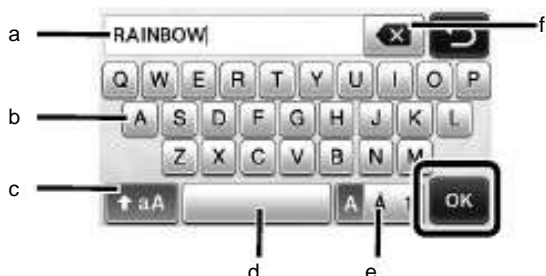 f
a RAINBOW
Q W E R T Y U I O P
b A S D F G H J K L
Z X C V B N M
c aA A Â 1 OK
d e